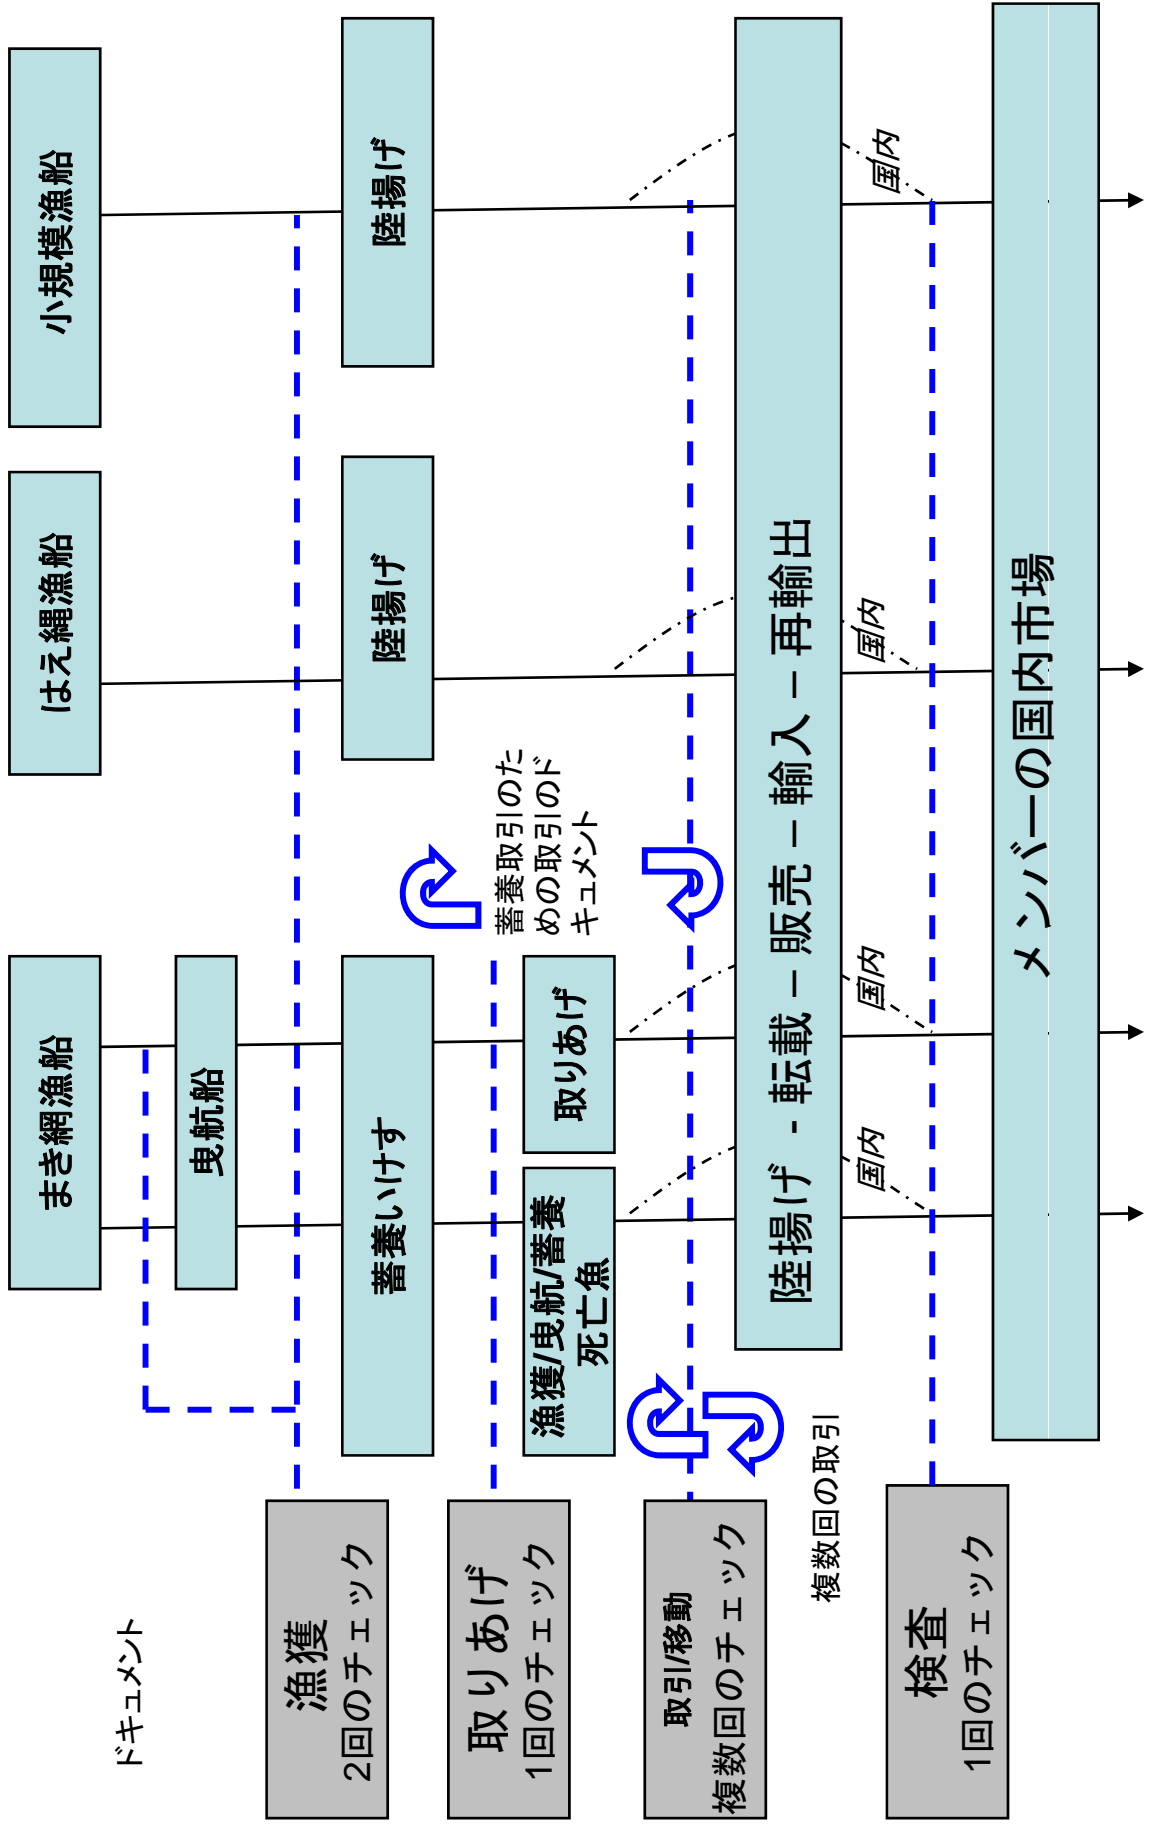 ドキュメント
まき網漁船
はえ縄漁船
小規模漁船
曳航船
漁獲
2回のチェック
蓄養いけす
陸揚げ
陸揚げ
取りあげ
1回のチェック
蓄養取引のた
めの取引のド
キュメント
漁獲/曳航/蓄養
死亡魚
取りあげ
取引/移動
複数回のチェック
複数回の取引
陸揚げ - 転載 – 販売 – 輸入 – 再輸出
国内
国内
国内
国内
検査
1回のチェック
メンバーの国内市場